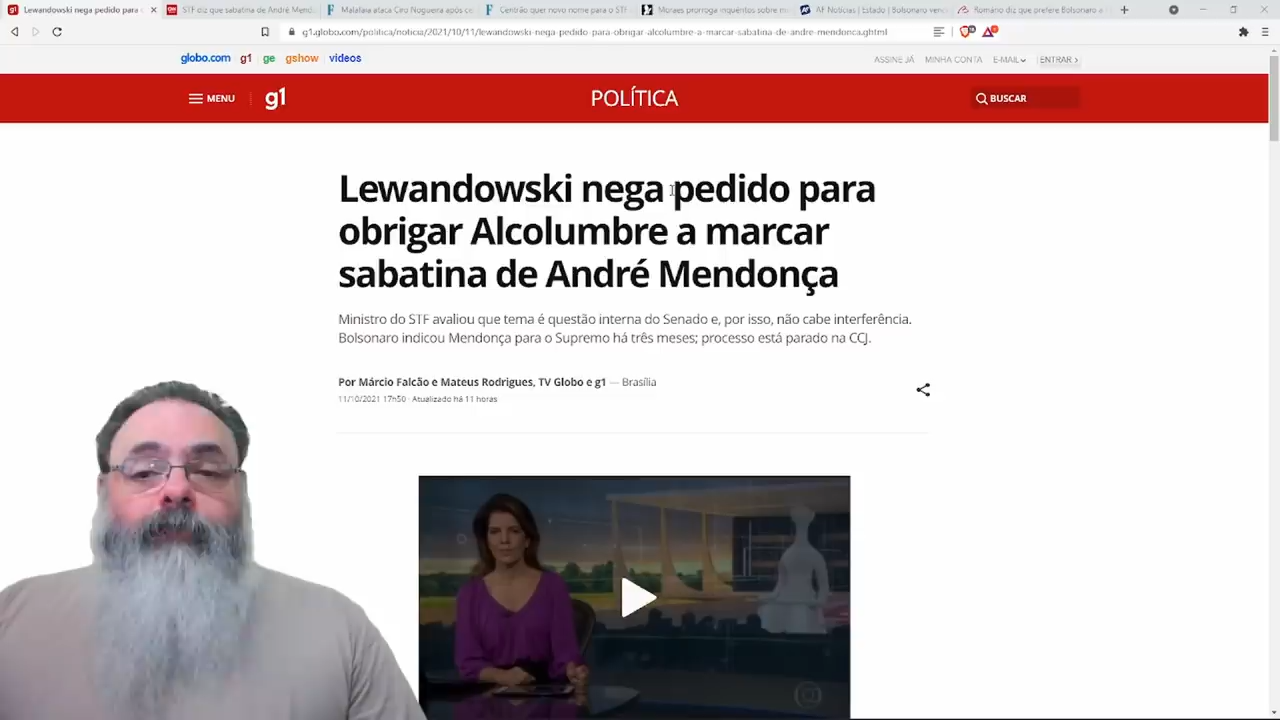 Lewandowski nega pedido para o
STF diz que sabatina de André Mend
Malafaia ataca Ciro Nogueira após ce
Centrão quer novo nome para o STF
Moraes prorroga inquéritos sobre m
AF Notícias | Estado | Bolsonaro venc
Romário diz que prefere Bolsonaro a
g1.globo.com/politica/noticia/2021/10/11/lewandowski-nega-pedido-para-obrigar-alcolumbre-a-marcar-sabatina-de-andre-mendonca.ghtml
globo.com g1 ge gshow videos
ASSINE JÁ MINHA CONTA E-MAIL ENTRAR
MENU g1 POLÍTICA BUSCAR
Lewandowski nega pedido para
obrigar Alcolumbre a marcar
sabatina de André Mendonça
Ministro do STF avaliou que tema é questão interna do Senado e, por isso, não cabe interferência.
Bolsonaro indicou Mendonça para o Supremo há três meses; processo está parado na CCJ.
Por Márcio Falcão e Mateus Rodrigues, TV Globo e g1 — Brasília
11/10/2021 17h50 · Atualizado há 11 horas